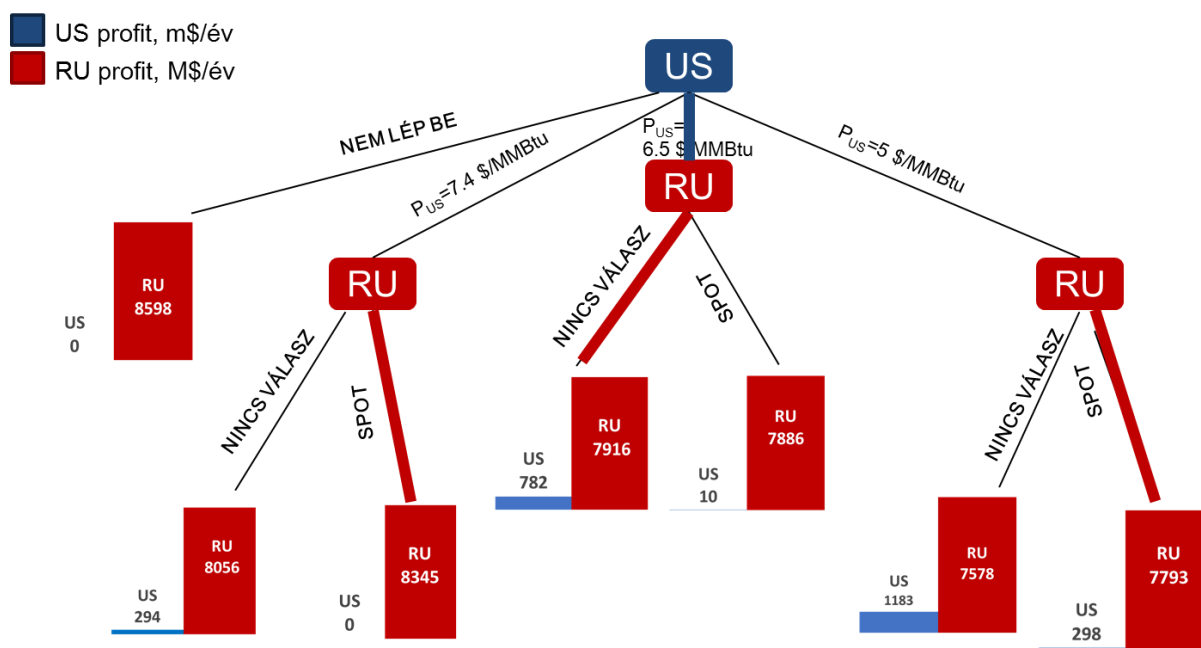 US profit, m$/év
RU profit, M$/év
US
NEM LÉP BE
P_US=7.4 $/MMBtu
P_US=
6.5 $/MMBtu
P_US=5 $/MMBtu
RU
RU
RU
RU
8598
US
0
NINCS VÁLASZ
SPOT
NINCS VÁLASZ
SPOT
NINCS VÁLASZ
SPOT
RU
8056
US
294
RU
8345
US
0
RU
7916
US
782
RU
7886
US
10
RU
7578
US
1183
RU
7793
US
298